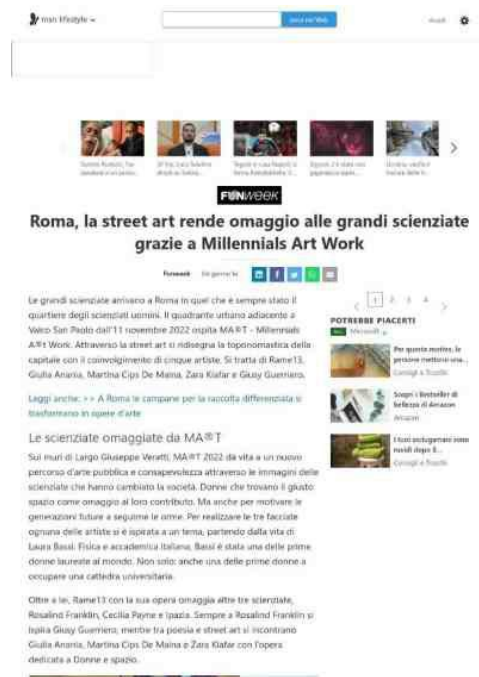 msn lifestyle
FUNWEEK
Roma, la street art rende omaggio alle grandi scienziate
grazie a Millennials Art Work
Funweek
Le grandi scienziate arrivano a Roma in quel che è sempre stato il
quartiere degli scienziati uomini. Il quadrante urbano adiacente a
Valco San Paolo dall'11 novembre 2022 ospita MA®T - Millennials
A®T Work. Attraverso la street art si ridisegna la toponomastica della
capitale con il coinvolgimento di cinque artiste. Si tratta di Rame13,
Giulia Anania, Martina Cips De Maina, Zara Kiafar e Giusy Guerriero.
Leggi anche: >> A Roma le campane per la raccolta differenziata si
trasformano in opere d'arte
Le scienziate omaggiate da MA®T
Sui muri di Largo Giuseppe Veratti, MA®T 2022 dà vita a un nuovo
percorso d'arte pubblica e consapevolezza attraverso le immagini delle
scienziate che hanno cambiato la società. Donne che trovano il giusto
spazio come omaggio al loro contributo. Ma anche per motivare le
generazioni future a seguirne le orme. Per realizzare le tre facciate
ognuna delle artiste si è ispirata a un tema, partendo dalla vita di
Laura Bassi. Fisica e accademica italiana, Bassi è stata una delle prime
donne laureate al mondo. Non solo: anche una delle prime donne a
occupare una cattedra universitaria.
Oltre a lei, Rame13 con la sua opera omaggia altre tre scienziate,
Rosalind Franklin, Cecilia Payne e Ipazia. Sempre a Rosalind Franklin si
ispira Giusy Guerriero, mentre tra poesia e street art si incontrano
Giulia Anania, Martina Cips De Maina e Zara Kiafar con l'opera
dedicata a Donne e spazio.
1 2 3 4
POTREBBE PIACERTI
Microsoft
Per questo motivo, le
persone mettono una...
Consigli e Trucchi
Scopri i Bestseller di
bellezza di Amazon
Amazon
I tuoi asciugamani sono
ruvidi dopo il...
Consigli e Trucchi